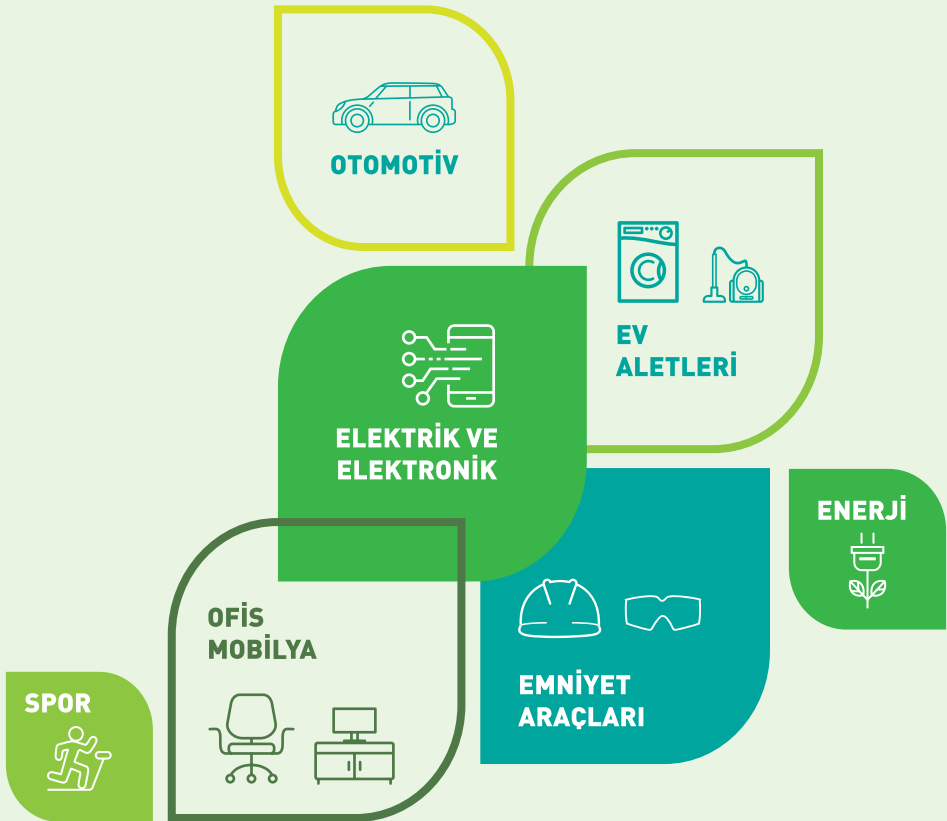 OTOMOTİV
EV
ALETLERİ
ELEKTRİK VE
ELEKTRONİK
ENERJİ
OFİS
MOBİLYA
EMNİYET
ARAÇLARI
SPOR